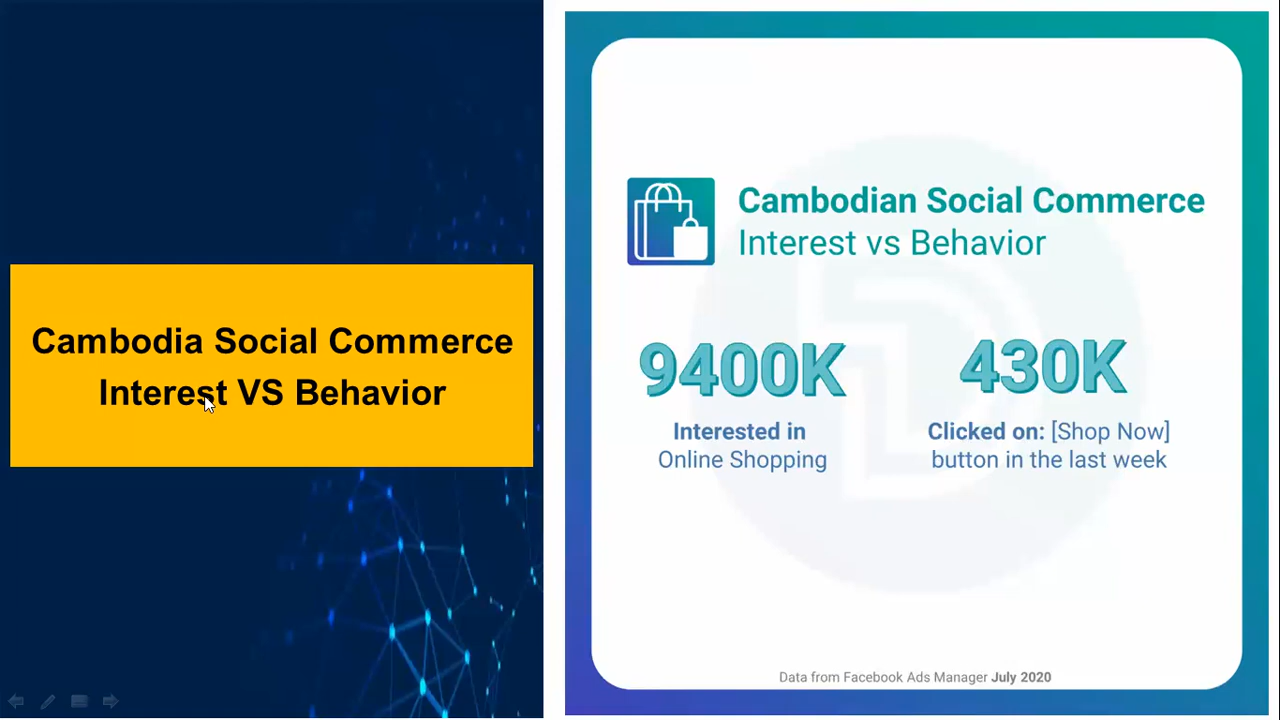 Cambodia Social Commerce
Interest VS Behavior
Cambodian Social Commerce
Interest vs Behavior
9400K
Interested in
Online Shopping
430K
Clicked on: [Shop Now]
button in the last week
Data from Facebook Ads Manager July 2020